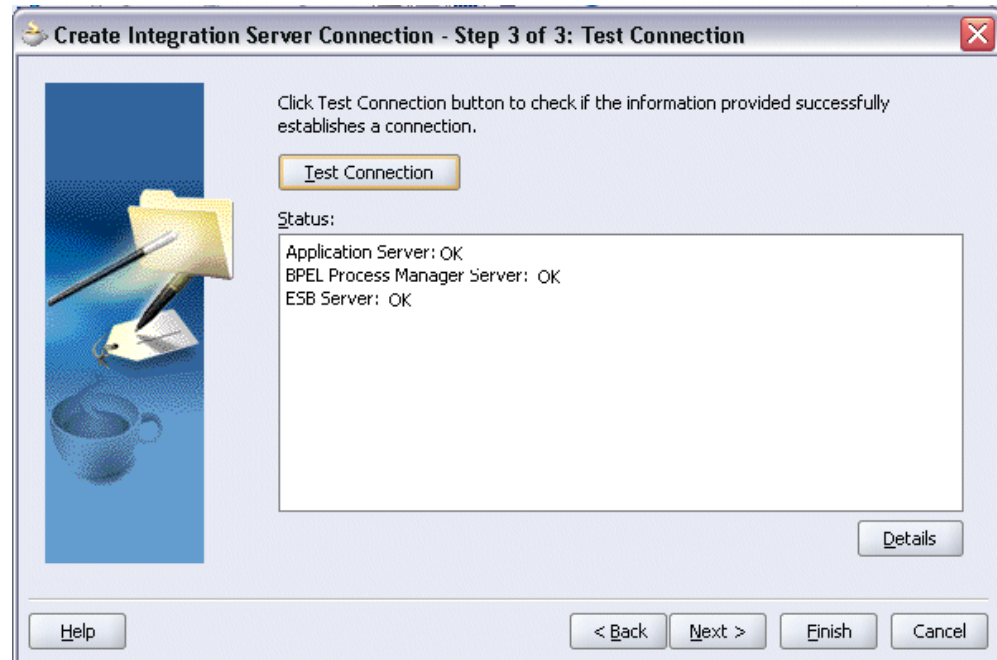 Create Integration Server Connection - Step 3 of 3: Test Connection
Click Test Connection button to check if the information provided successfully
establishes a connection.
Test Connection
Status:
Application Server: OK
BPEL Process Manager Server: OK
ESB Server: OK
Details
Help
< Back
Next >
Finish
Cancel